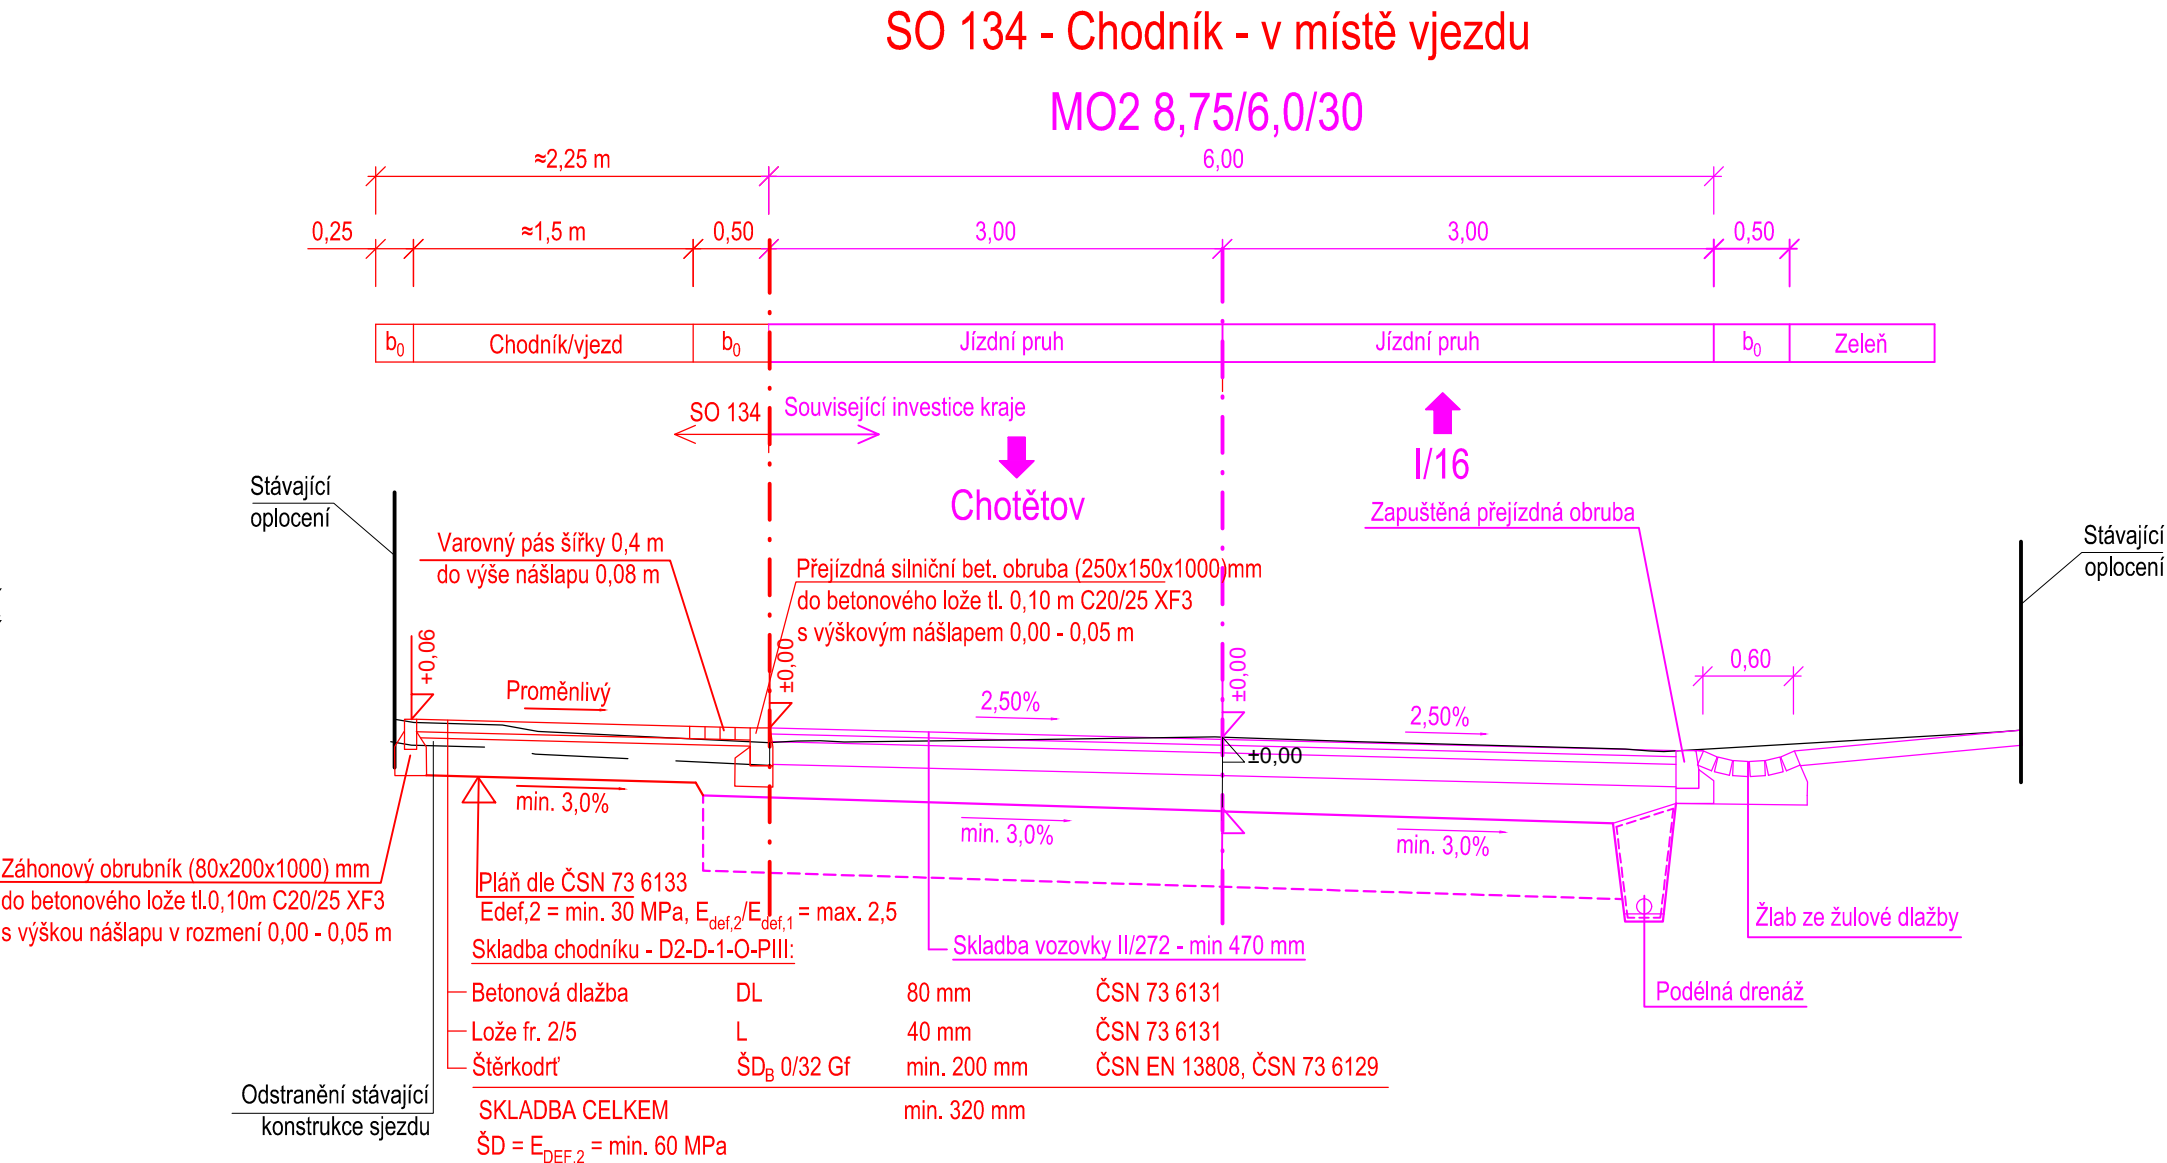 SO 134 - Chodník - v místě vjezdu
MO2 8,75/6,0/30
≈2,25 m
6,00
0,25
≈1,5 m
0,50
3,00
3,00
0,50
b0
Chodník/vjezd
b0
Jízdní pruh
Jízdní pruh
b0
Zeleň
SO 134
Související investice kraje
Chotětov
I/16
Stávající
oplocení
Zapuštěná přejízdná obruba
Stávající
oplocení
Varovný pás šířky 0,4 m
do výše nášlapu 0,08 m
Přejízdná silniční bet. obruba (250x150x1000)mm
do betonového lože tl. 0,10 m C20/25 XF3
s výškovým nášlapem 0,00 - 0,05 m
+0,06
±0,00
±0,00
0,60
Proměnlivý
2,50%
2,50%
±0,00
min. 3,0%
min. 3,0%
min. 3,0%
Záhonový obrubník (80x200x1000) mm
do betonového lože tl.0,10m C20/25 XF3
s výškou nášlapu v rozmení 0,00 - 0,05 m
Pláň dle ČSN 73 6133
Edef,2 = min. 30 MPa, Edef,2/Edef,1 = max. 2,5
Skladba chodníku - D2-D-1-O-PIII:
Skladba vozovky II/272 - min 470 mm
Žlab ze žulové dlažby
Podélná drenáž
Betonová dlažba DL 80 mm ČSN 73 6131
Lože fr. 2/5 L 40 mm ČSN 73 6131
Štěrkodrť ŠDB 0/32 Gf min. 200 mm ČSN EN 13808, ČSN 73 6129
SKLADBA CELKEM min. 320 mm
ŠD = EDEF,2 = min. 60 MPa
Odstranění stávající
konstrukce sjezdu